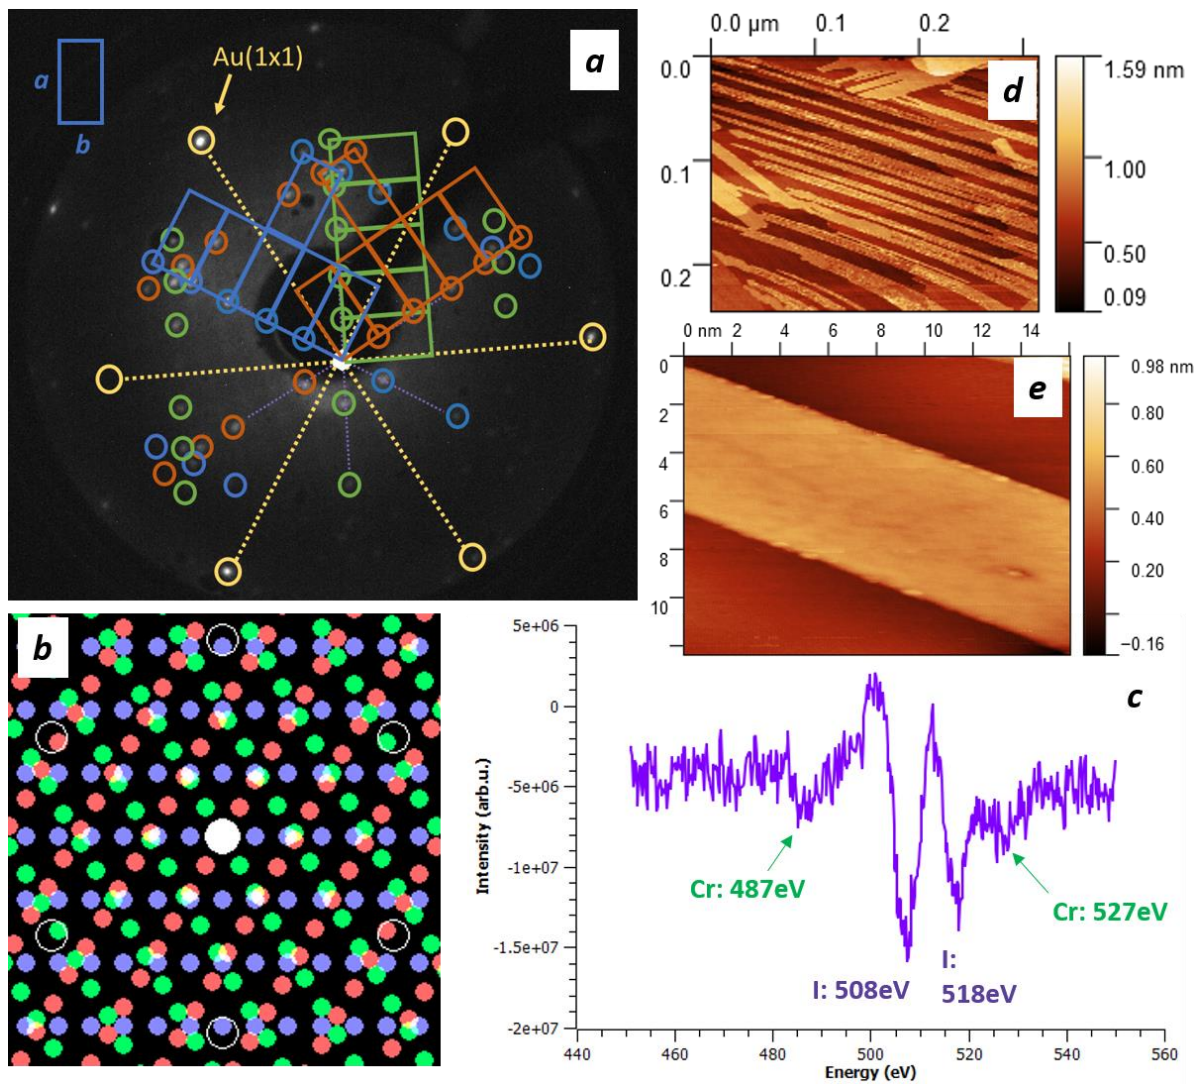 a
b
Au(1x1)
a
0.0 μm 0.1 0.2
0.0
0.1
0.2
d
1.59 nm
1.00
0.50
0.09
0 nm 2 4 6 8 10 12 14
0
2
4
6
8
10
e
0.98 nm
0.80
0.60
0.40
0.20
−0.16
b
c
5e+06
0
-5e+06
-1e+07
-1.5e+07
-2e+07
Intensity (arb.u.)
Cr: 487eV
Cr: 527eV
I: 508eV
I:
518eV
440 460 480 500 520 540 560
Energy (eV)